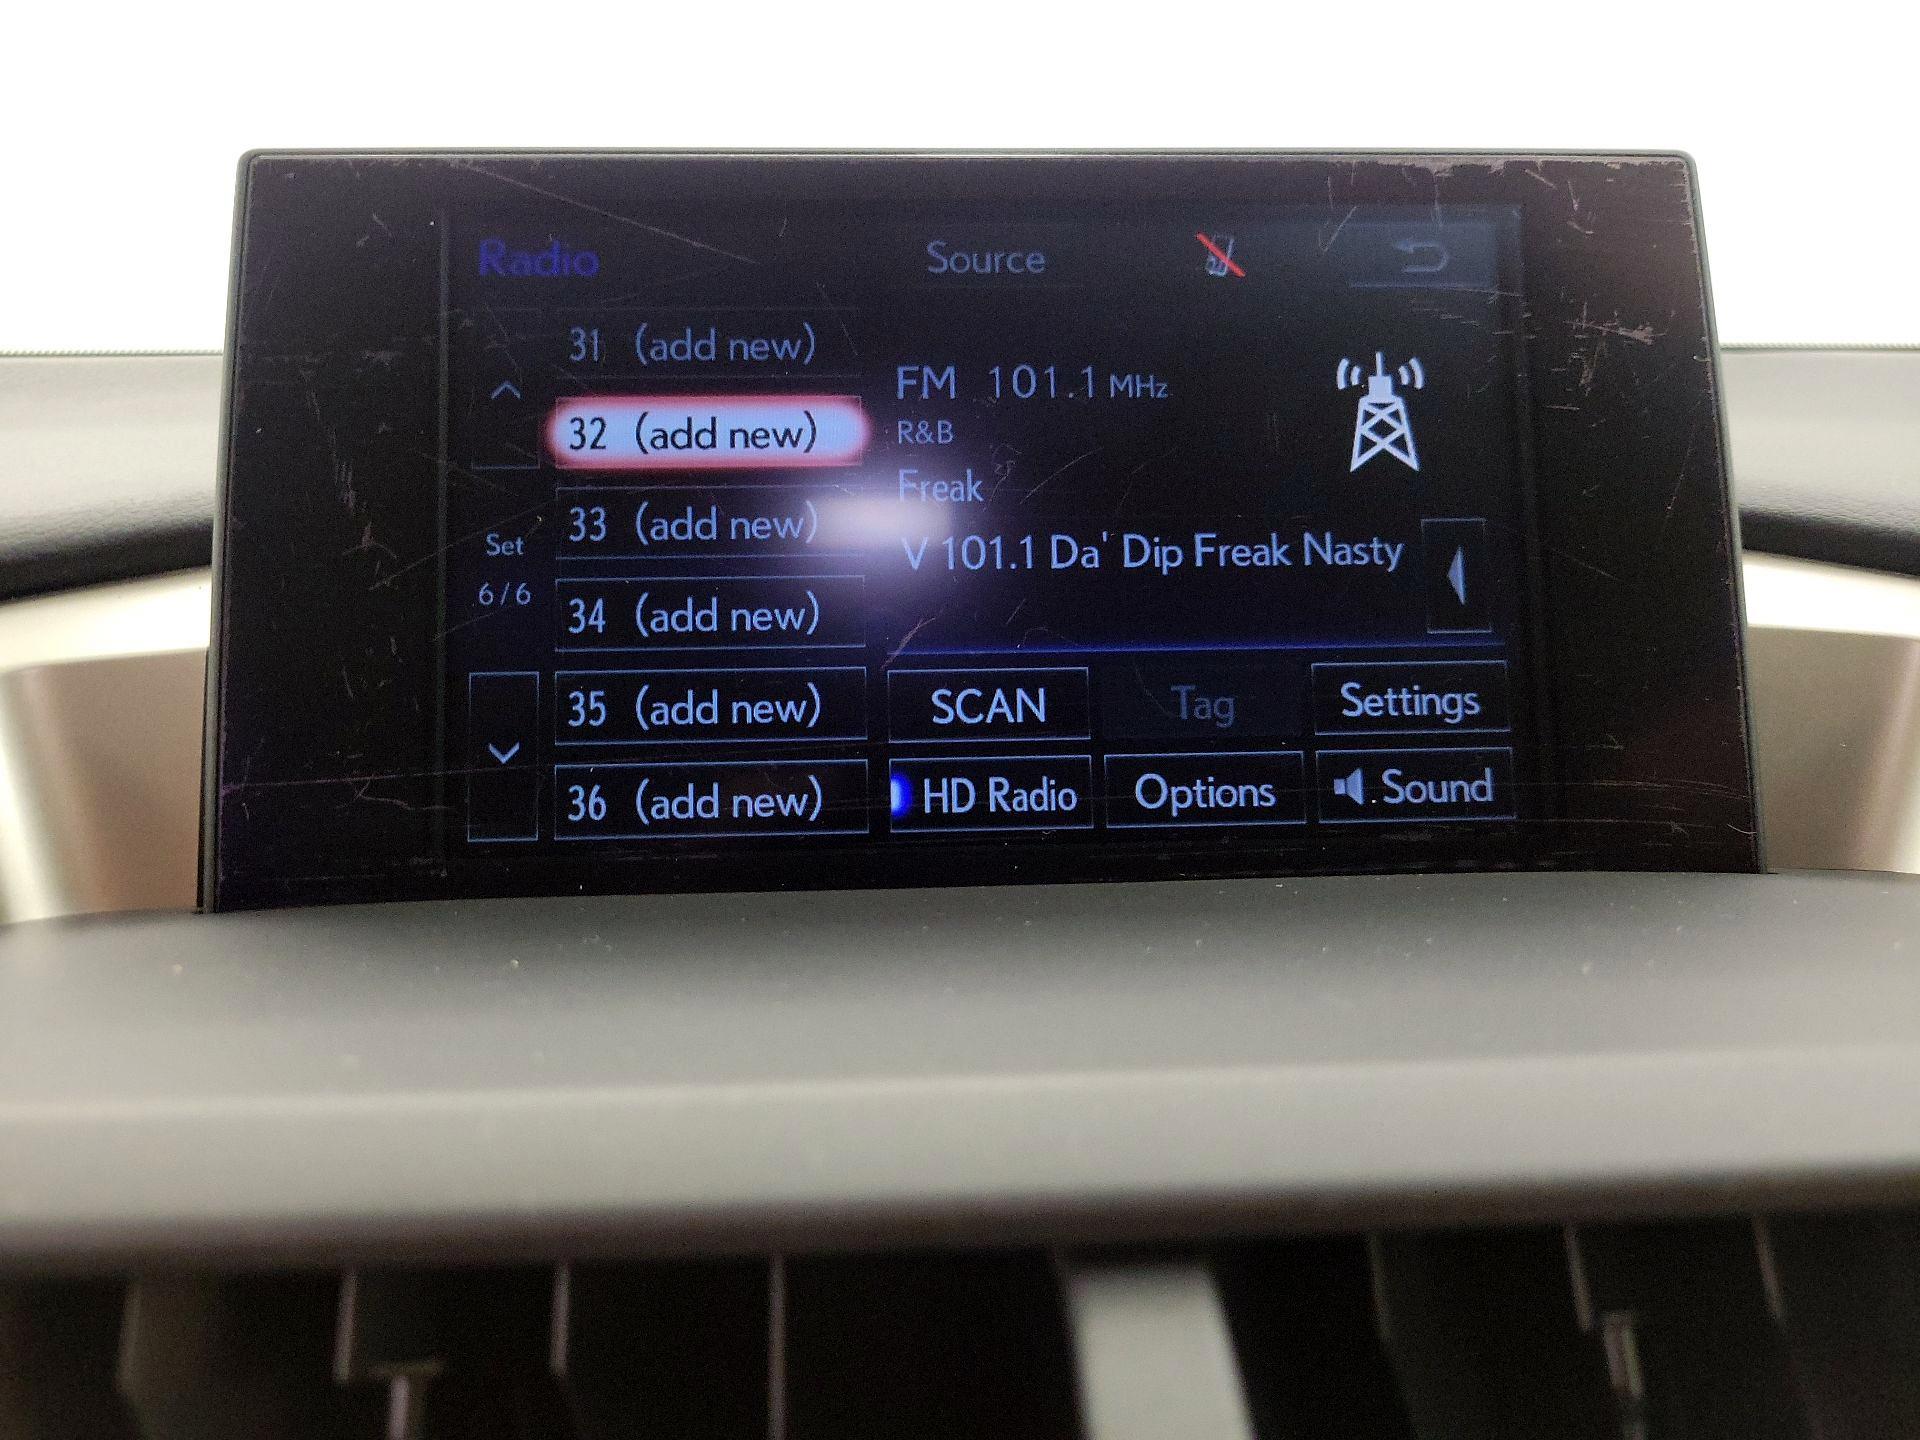 Radio
Source
31 (add new)
32 (add new)
33 (add new)
34 (add new)
35 (add new)
36 (add new)
Set
6/6
FM 101.1 MHz
R&B
Freak
V 101.1 Da' Dip Freak Nasty
SCAN
Tag
Settings
HD Radio
Options
Sound